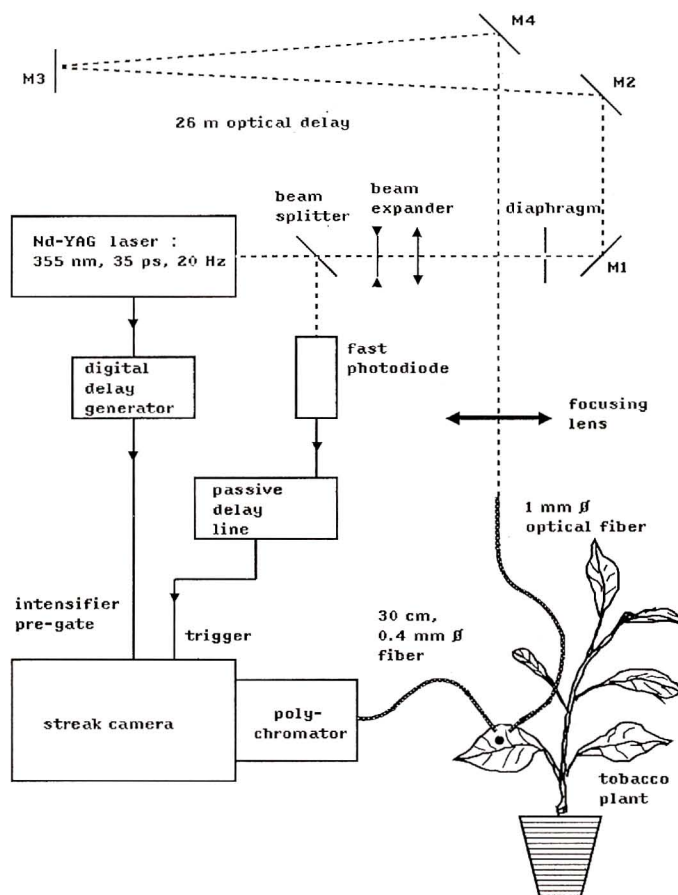 M4
M3
M2
26 m optical delay
beam
splitter
beam
expander
diaphragm
Nd-YAG laser :
355 nm, 35 ps, 20 Hz
M1
fast
photodiode
digital
delay
generator
focusing
lens
passive
delay
line
1 mm Ø
optical fiber
intensifier
pre-gate
trigger
30 cm,
0.4 mm Ø
fiber
streak camera
poly-
chromator
tobacco
plant